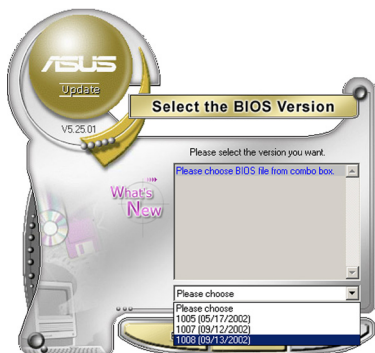 ASUS
Update
V5.25.01
Select the BIOS Version
Please select the version you want.
What's
New
Please choose BIOS file from combo box.
Please choose
Please choose
1005 (05/17/2002)
1007 (09/12/2002)
1008 (09/13/2002)